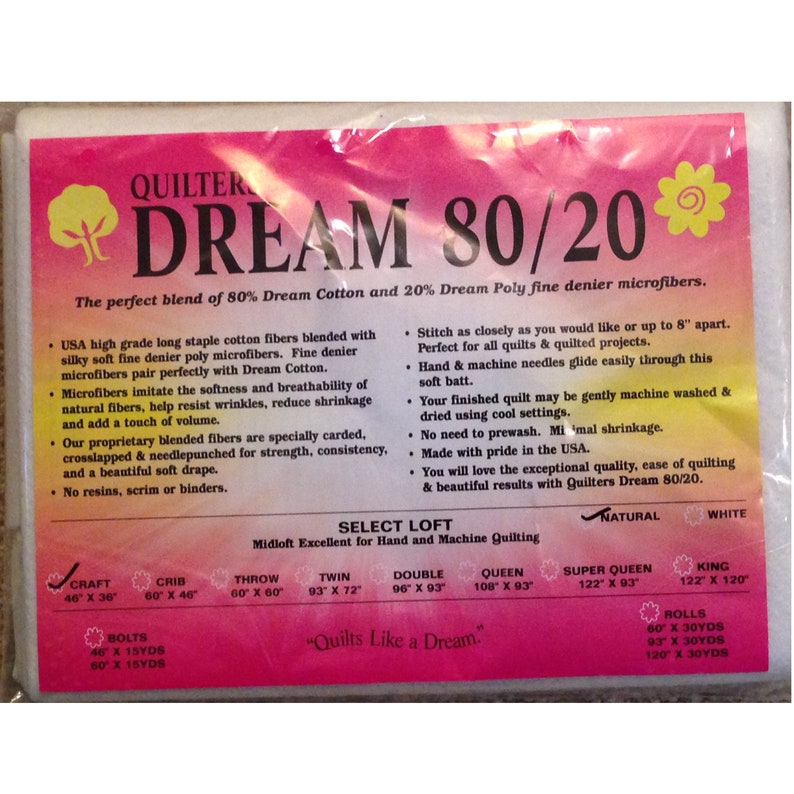 QUILTERS
DREAM 80/20
The perfect blend of 80% Dream Cotton and 20% Dream Poly fine denier microfibers.
• USA high grade long staple cotton fibers blended with
silky soft fine denier poly microfibers. Fine denier
microfibers pair perfectly with Dream Cotton.
• Microfibers imitate the softness and breathability of
natural fibers, help resist wrinkles, reduce shrinkage
and add a touch of volume.
• Our proprietary blended fibers are specially carded,
crosslapped & needlepunched for strength, consistency,
and a beautiful soft drape.
• No resins, scrim or binders.
• Stitch as closely as you would like or up to 8" apart.
Perfect for all quilts & quilted projects.
• Hand & machine needles glide easily through this
soft batt.
• Your finished quilt may be gently machine washed &
dried using cool settings.
• No need to prewash. Minimal shrinkage.
• Made with pride in the USA.
• You will love the exceptional quality, ease of quilting
& beautiful results with Quilters Dream 80/20.
SELECT LOFT
Midloft Excellent for Hand and Machine Quilting
NATURAL WHITE
CRAFT CRIB THROW TWIN DOUBLE QUEEN SUPER QUEEN KING
46" X 36" 60" X 46" 60" X 60" 93" X 72" 96" X 93" 108" X 93" 122" X 93" 122" X 120"
BOLTS
46" X 15YDS
60" X 15YDS
"Quilts Like a Dream."
ROLLS
60" X 30YDS
93" X 30YDS
120" X 30YDS